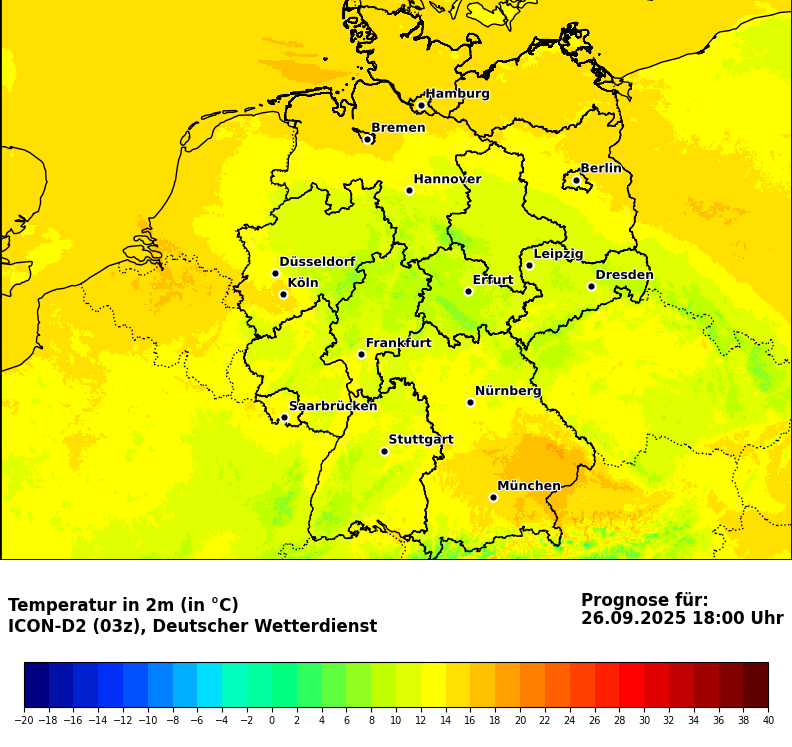 Hamburg
Bremen
Berlin
Hannover
Leipzig
Düsseldorf
Dresden
Köln
Erfurt
Frankfurt
Nürnberg
Saarbrücken
Stuttgart
München
Temperatur in 2m (in °C)
ICON-D2 (03z), Deutscher Wetterdienst
Prognose für:
26.09.2025 18:00 Uhr
−20 −18 −16 −14 −12 −10 −8 −6 −4 −2 0 2 4 6 8 10 12 14 16 18 20 22 24 26 28 30 32 34 36 38 40